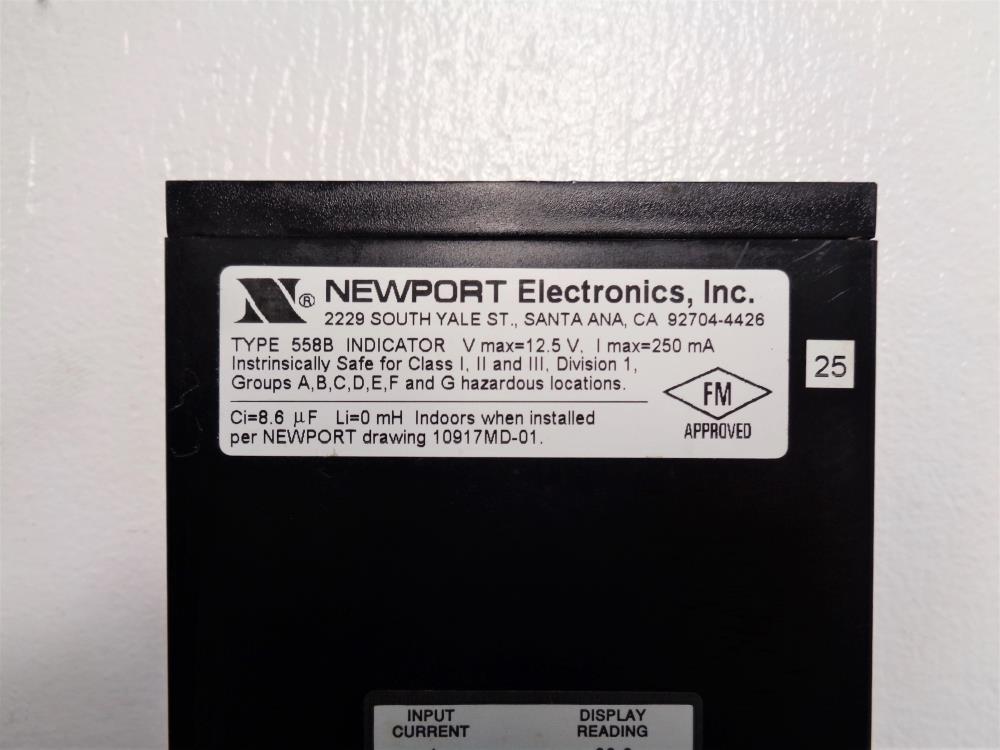 NEWPORT Electronics, Inc.
2229 SOUTH YALE ST., SANTA ANA, CA 92704-4426
TYPE 558B INDICATOR V max=12.5 V, I max=250 mA
Instrinsically Safe for Class I, II and III, Division 1,
Groups A,B,C,D,E,F and G hazardous locations.
Ci=8.6 µF Li=0 mH Indoors when installed
per NEWPORT drawing 10917MD-01.
N ®
FM
APPROVED
25
INPUT CURRENT
DISPLAY READING